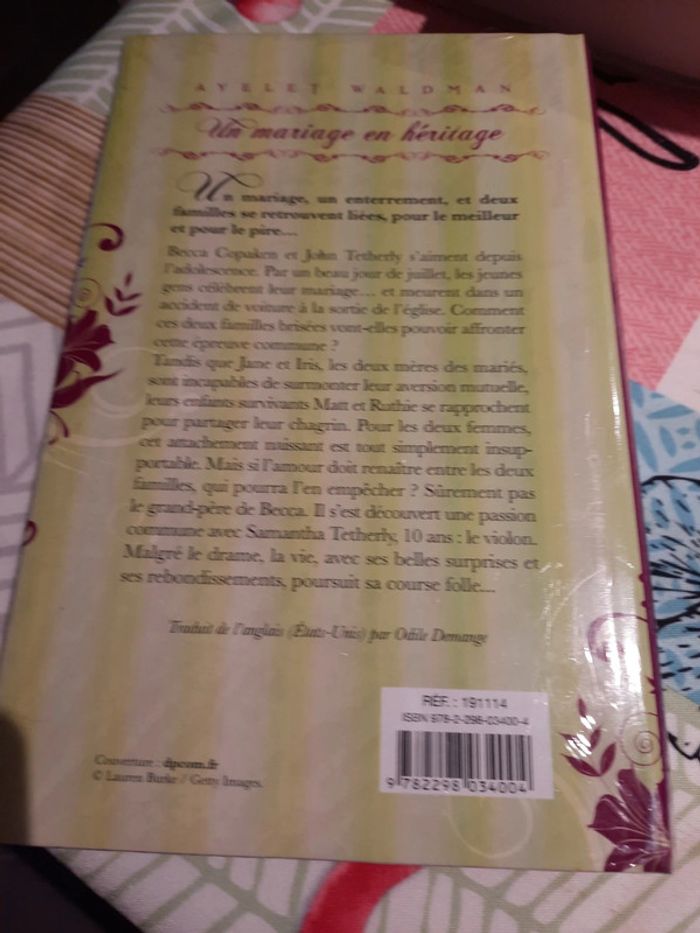 AYELET WALDMAN
Un mariage en héritage
Un mariage, un enterrement, et deux
familles se retrouvent liées, pour le meilleur
et pour le pire...
Becca Copaken et John Tetherly s'aiment depuis
l'adolescence. Par un beau jour de juillet, les jeunes
gens célèbrent leur mariage... et meurent dans un
accident de voiture à la sortie de l'église. Comment
ces deux familles brisées vont-elles pouvoir affronter
cette épreuve commune ?
Tandis que Jane et Iris, les deux mères des mariés,
sont incapables de surmonter leur aversion mutuelle,
leurs enfants survivants Matt et Ruthie se rapprochent
pour partager leur chagrin. Pour les deux femmes,
cet attachement naissant est tout simplement insup-
portable. Mais si l'amour doit renaître entre les deux
familles, qui pourra l'en empêcher ? Sûrement pas
le grand-père de Becca. Il s'est découvert une passion
commune avec Samantha Tetherly, 10 ans : le violon.
Malgré le drame, la vie, avec ses belles surprises et
ses rebondissements, poursuit sa course folle...
Traduit de l'anglais (États-Unis) par Odile Demange
RÉF. : 191114
ISBN 978-2-298-03400-4
9 782298 034004
Couverture : dpcom.fr
© Lauren Burke / Getty Images.